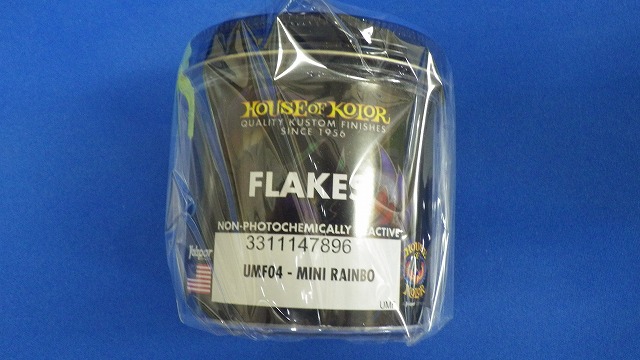 HOUSE OF KOLOR
QUALITY KUSTOM FINISHES
SINCE 1956
FLAKES
NON-PHOTOCHEMICALLY REACTIVE
3311147896
UMF04 - MINI RAINBO